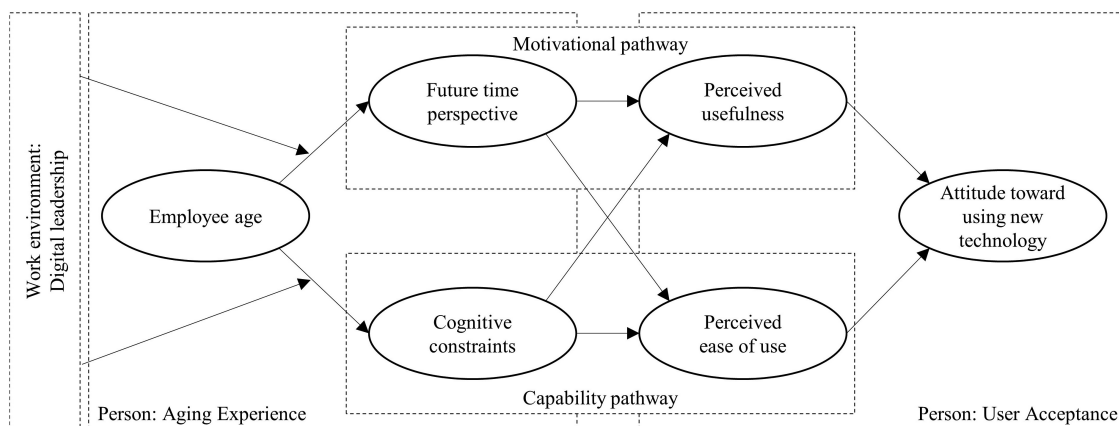 Work environment:
Digital leadership
Motivational pathway
Future time
perspective
Perceived
usefulness
Employee age
Attitude toward
using new
technology
Cognitive
constraints
Perceived
ease of use
Capability pathway
Person: Aging Experience
Person: User Acceptance